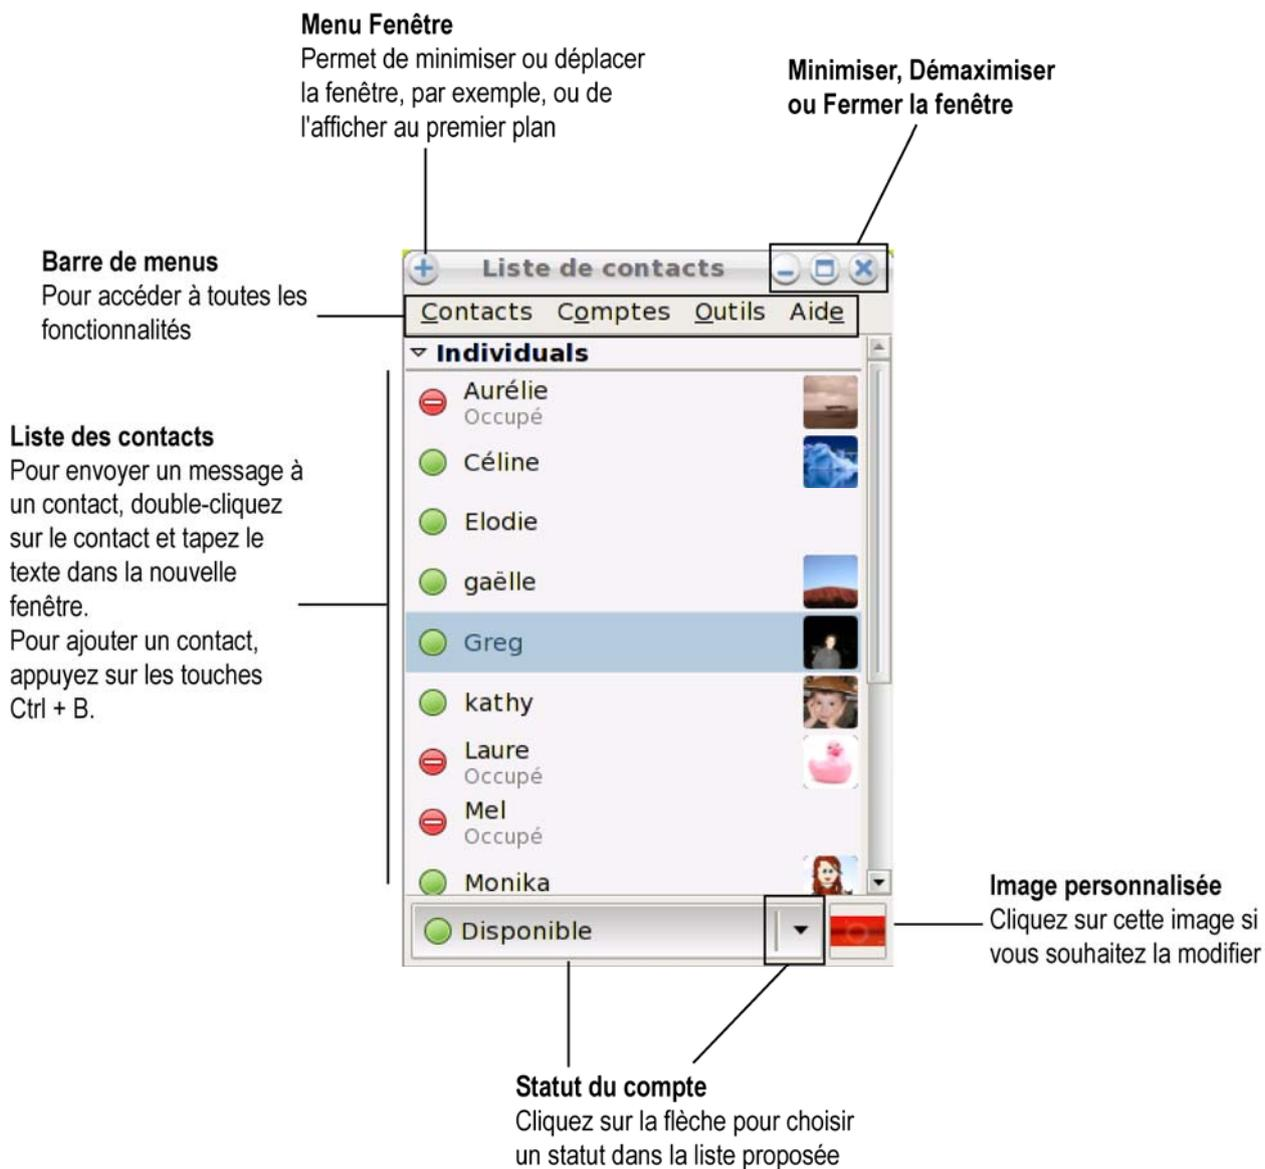 Menu Fenêtre
Permet de minimiser ou déplacer
la fenêtre, par exemple, ou de
l'afficher au premier plan
Minimiser, Démaximiser
ou Fermer la fenêtre
Barre de menus
Pour accéder à toutes les
fonctionnalités
Liste des contacts
Pour envoyer un message à
un contact, double-cliquez
sur le contact et tapez le
texte dans la nouvelle
fenêtre.
Pour ajouter un contact,
appuyez sur les touches
Ctrl + B.
Liste de contacts
Contacts Comptes Outils Aide
Individuals
Aurélie
Occupé
Céline
Elodie
gaëlle
Greg
kathy
Laure
Occupé
Mel
Occupé
Monika
Disponible
Image personnalisée
Cliquez sur cette image si
vous souhaitez la modifier
Statut du compte
Cliquez sur la flèche pour choisir
un statut dans la liste proposée